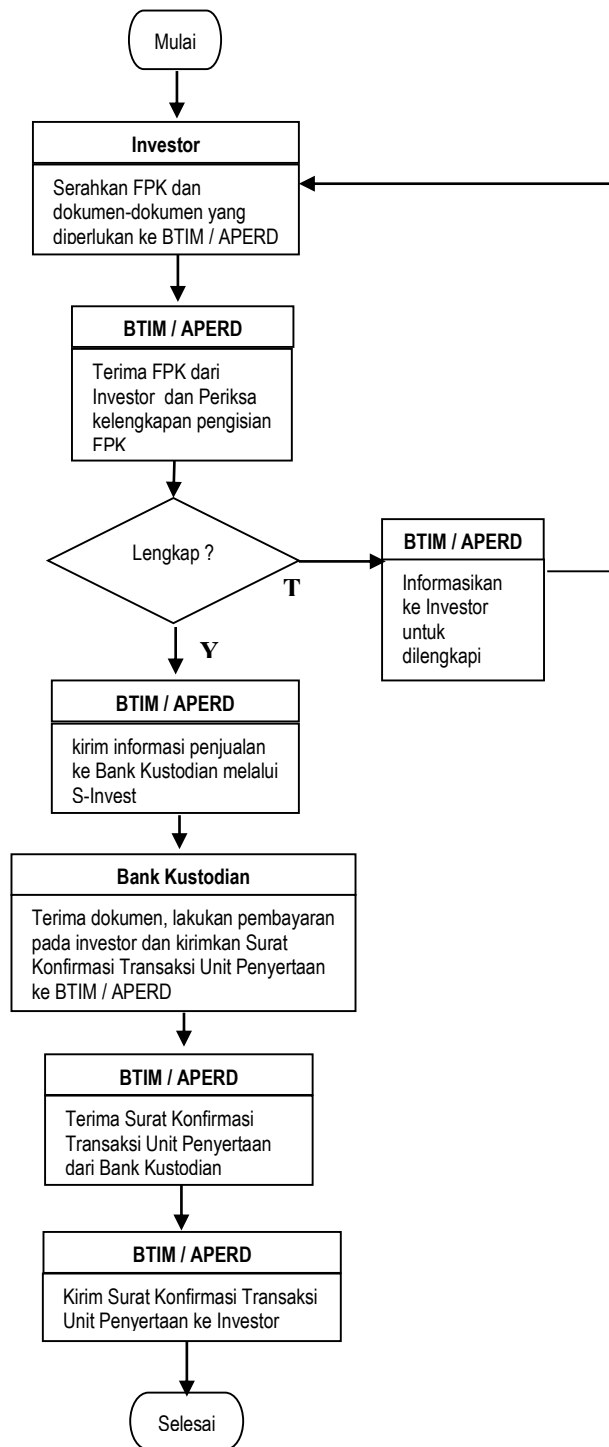 Mulai
Investor
Serahkan FPK dan
dokumen-dokumen yang
diperlukan ke BTIM / APERD
BTIM / APERD
Terima FPK dari
Investor dan Periksa
kelengkapan pengisian
FPK
Lengkap ?
T
BTIM / APERD
Informasikan
ke Investor
untuk
dilengkapi
Y
BTIM / APERD
kirim informasi penjualan
ke Bank Kustodian melalui
S-Invest
Bank Kustodian
Terima dokumen, lakukan pembayaran
pada investor dan kirimkan Surat
Konfirmasi Transaksi Unit Penyertaan
ke BTIM / APERD
BTIM / APERD
Terima Surat Konfirmasi
Transaksi Unit Penyertaan
dari Bank Kustodian
BTIM / APERD
Kirim Surat Konfirmasi Transaksi
Unit Penyertaan ke Investor
Selesai